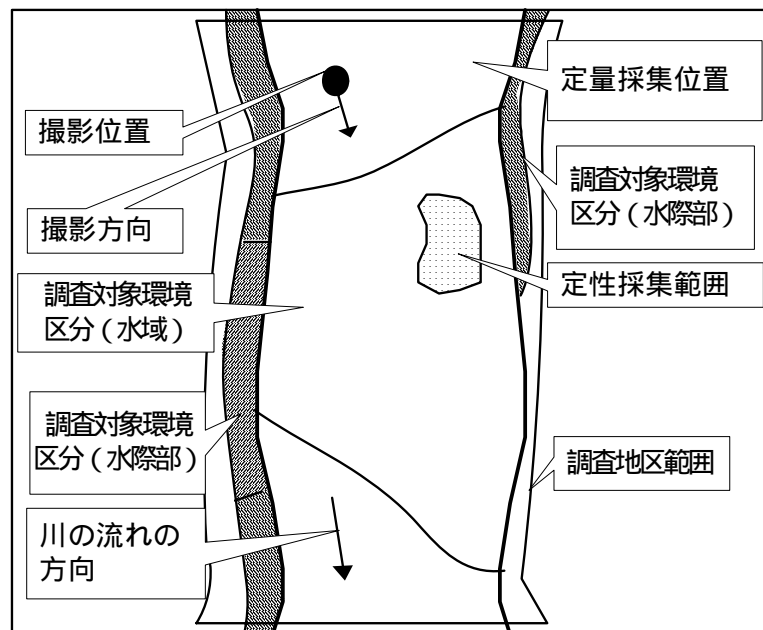 定量採集位置
撮影位置
調査対象環境
区分(水際部)
撮影方向
定性採集範囲
調査対象環境
区分(水域)
調査対象環境
区分(水際部)
調査地区範囲
川の流れの
方向